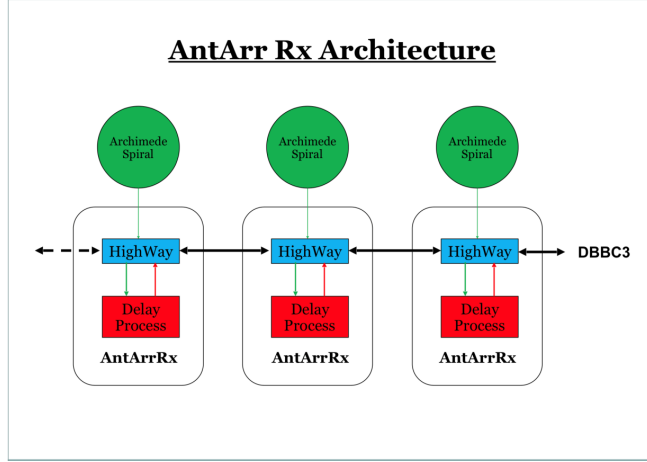 AntArr Rx Architecture
Archimede
Spiral
Archimede
Spiral
Archimede
Spiral
HighWay
HighWay
HighWay
DBBC3
Delay
Process
Delay
Process
Delay
Process
AntArrRx
AntArrRx
AntArrRx